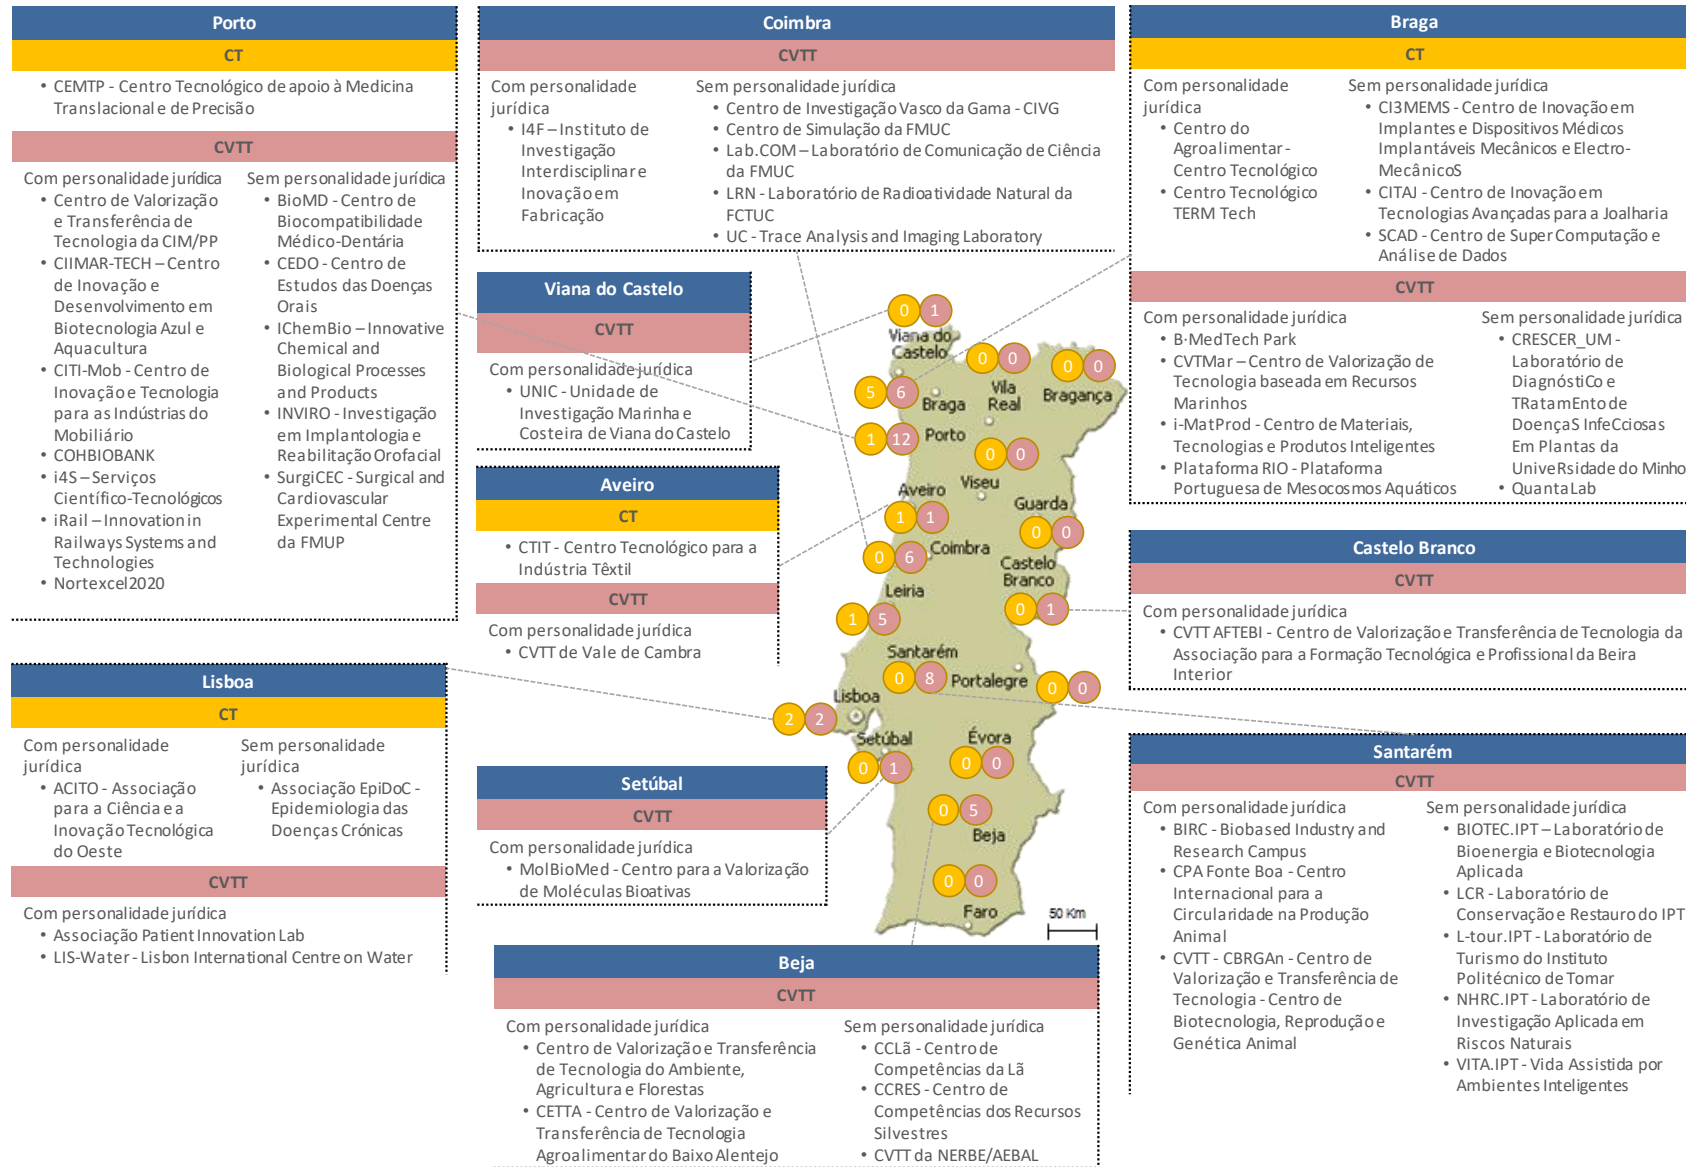 Porto
CT
• CEMTP - Centro Tecnológico de apoio à Medicina
Translacional e de Precisão
CVTT
Com personalidade jurídica
• Centro de Valorização
e Transferência de
Tecnologia da CIM/PP
• CIIMAR-TECH – Centro
de Inovação e
Desenvolvimento em
Biotecnologia Azul e
Aquacultura
• CITI-Mob - Centro de
Inovação e Tecnologia
para as Indústrias do
Mobiliário
• COHBIOBANK
• i4S – Serviços
Científico-Tecnológicos
• iRail – Innovation in
Railways Systems and
Technologies
• Nortexcel2020
Sem personalidade jurídica
• BioMD - Centro de
Biocompatibilidade
Médico-Dentária
• CEDO - Centro de
Estudos das Doenças
Orais
• IChemBio – Innovative
Chemical and
Biological Processes
and Products
• INVIRO - Investigação
em Implantologia e
Reabilitação Orofacial
• SurgiCEC - Surgical and
Cardiovascular
Experimental Centre
da FMUP
Coimbra
CVTT
Com personalidade
jurídica
• I4F – Instituto de
Investigação
Interdisciplinar e
Inovação em
Fabricação
Sem personalidade jurídica
• Centro de Investigação Vasco da Gama - CIVG
• Centro de Simulação da FMUC
• Lab.COM – Laboratório de Comunicação de Ciência
da FMUC
• LRN - Laboratório de Radioatividade Natural da
FCTUC
• UC - Trace Analysis and Imaging Laboratory
Braga
CT
Com personalidade
jurídica
• Centro do
Agroalimentar -
Centro Tecnológico
• Centro Tecnológico
TERM Tech
Sem personalidade jurídica
• CI3MEMS - Centro de Inovação em
Implantes e Dispositivos Médicos
Implantáveis Mecânicos e Electro-
MecânicoS
• CITAJ - Centro de Inovação em
Tecnologias Avançadas para a Joalharia
• SCAD - Centro de Super Computação e
Análise de Dados
CVTT
Com personalidade jurídica
• B·MedTech Park
• CVTMar – Centro de Valorização de
Tecnologia baseada em Recursos
Marinhos
• i-MatProd - Centro de Materiais,
Tecnologias e Produtos Inteligentes
• Plataforma RIO - Plataforma
Portuguesa de Mesocosmos Aquáticos
Sem personalidade jurídica
• CRESCER_UM -
Laboratório de
DiagnóstiCo e
TRatamEnto de
DoençaS InfeCciosas
Em Plantas da
UniveRsidade do Minho
• QuantaLab
Viana do Castelo
CVTT
Com personalidade jurídica
• UNIC - Unidade de
Investigação Marinha e
Costeira de Viana do Castelo
Aveiro
CT
• CTIT - Centro Tecnológico para a
Indústria Têxtil
CVTT
Com personalidade jurídica
• CVTT de Vale de Cambra
0 1
Viana do
Castelo
0 0
Vila
Real
0 0
Bragança
5 6
Braga
1 12
Porto
0 0
Viseu
Aveiro
1 1
Guarda
0 0
0 6
Coimbra
Castelo
Branco
0 1
Leiria
1 5
Santarém
0 8
Portalegre
0 0
Lisboa
2 2
Setúbal
0 1
Évora
0 0
0 5
Beja
0 0
Faro
50 Km
Castelo Branco
CVTT
Com personalidade jurídica
• CVTT AFTEBI - Centro de Valorização e Transferência de Tecnologia da
Associação para a Formação Tecnológica e Profissional da Beira
Interior
Lisboa
CT
Com personalidade
jurídica
• ACITO - Associação
para a Ciência e a
Inovação Tecnológica
do Oeste
Sem personalidade
jurídica
• Associação EpiDoC -
Epidemiologia das
Doenças Crónicas
CVTT
Com personalidade jurídica
• Associação Patient Innovation Lab
• LIS-Water - Lisbon International Centre on Water
Setúbal
CVTT
Com personalidade jurídica
• MolBioMed - Centro para a Valorização
de Moléculas Bioativas
Santarém
CVTT
Com personalidade jurídica
• BIRC - Biobased Industry and
Research Campus
• CPA Fonte Boa - Centro
Internacional para a
Circularidade na Produção
Animal
• CVTT - CBRGAn - Centro de
Valorização e Transferência de
Tecnologia - Centro de
Biotecnologia, Reprodução e
Genética Animal
Sem personalidade jurídica
• BIOTEC.IPT – Laboratório de
Bioenergia e Biotecnologia
Aplicada
• LCR - Laboratório de
Conservação e Restauro do IPT
• L-tour.IPT - Laboratório de
Turismo do Instituto
Politécnico de Tomar
• NHRC.IPT - Laboratório de
Investigação Aplicada em
Riscos Naturais
• VITA.IPT - Vida Assistida por
Ambientes Inteligentes
Beja
CVTT
Com personalidade jurídica
• Centro de Valorização e Transferência
de Tecnologia do Ambiente,
Agricultura e Florestas
• CETTA - Centro de Valorização e
Transferência de Tecnologia
Agroalimentar do Baixo Alentejo
Sem personalidade jurídica
• CCLã - Centro de
Competências da Lã
• CCRES - Centro de
Competências dos Recursos
Silvestres
• CVTT da NERBE/AEBAL